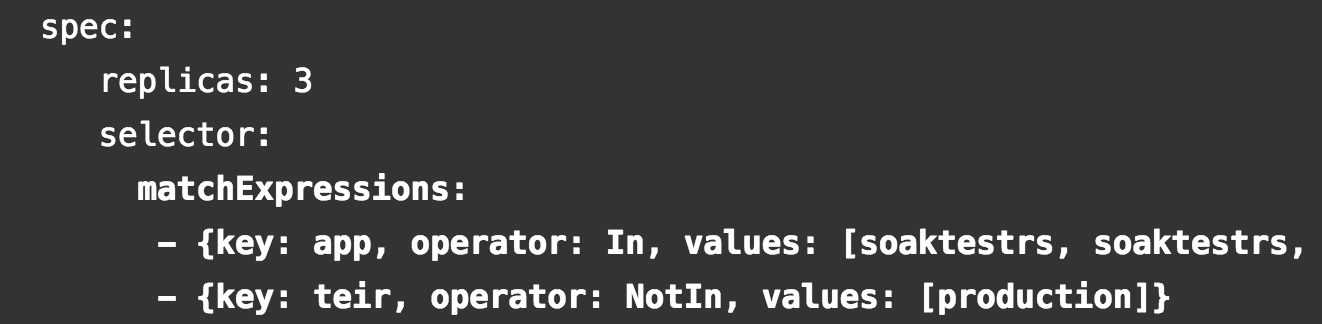 spec:
replicas: 3
selector:
matchExpressions:
- {key: app, operator: In, values: [soaktestrs, soaktestrs,
- {key: teir, operator: NotIn, values: [production]}